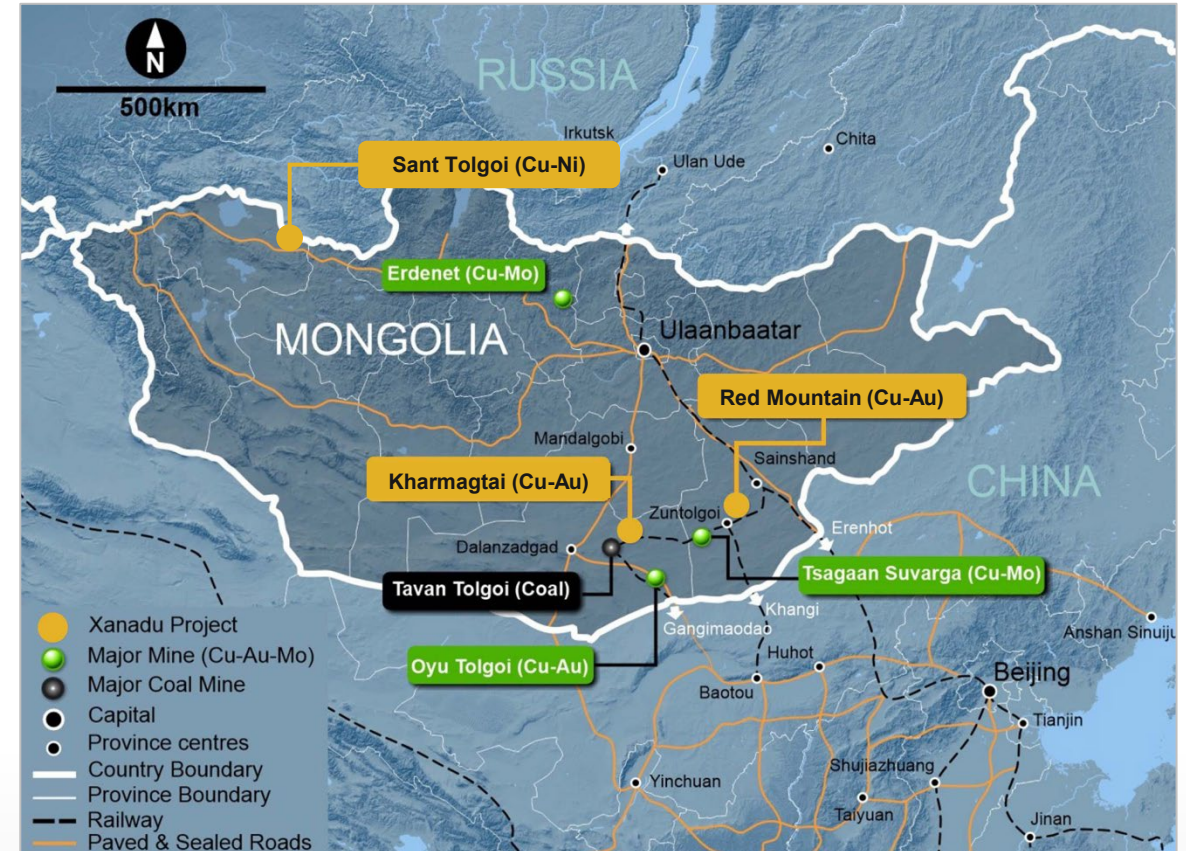 N
500km
RUSSIA
Irkutsk
Chita
Ulan Ude
Sant Tolgoi (Cu-Ni)
Erdenet (Cu-Mo)
MONGOLIA
Ulaanbaatar
Red Mountain (Cu-Au)
Mandalgobi
Sainshand
Kharmagtai (Cu-Au)
CHINA
Zuntolgoi
Erenhot
Dalanzadgad
Tsagaan Suvarga (Cu-Mo)
Tavan Tolgoi (Coal)
Khangi
Gangimaodao
Anshan Sinuiju
Oyu Tolgoi (Cu-Au)
Huhot
Baotou
Beijing
Tianjin
Shujiazhuang
Yinchuan
Taiyuan
Jinan
Xanadu Project
Major Mine (Cu-Au-Mo)
Major Coal Mine
Capital
Province centres
Country Boundary
Province Boundary
Railway
Paved & Sealed Roads